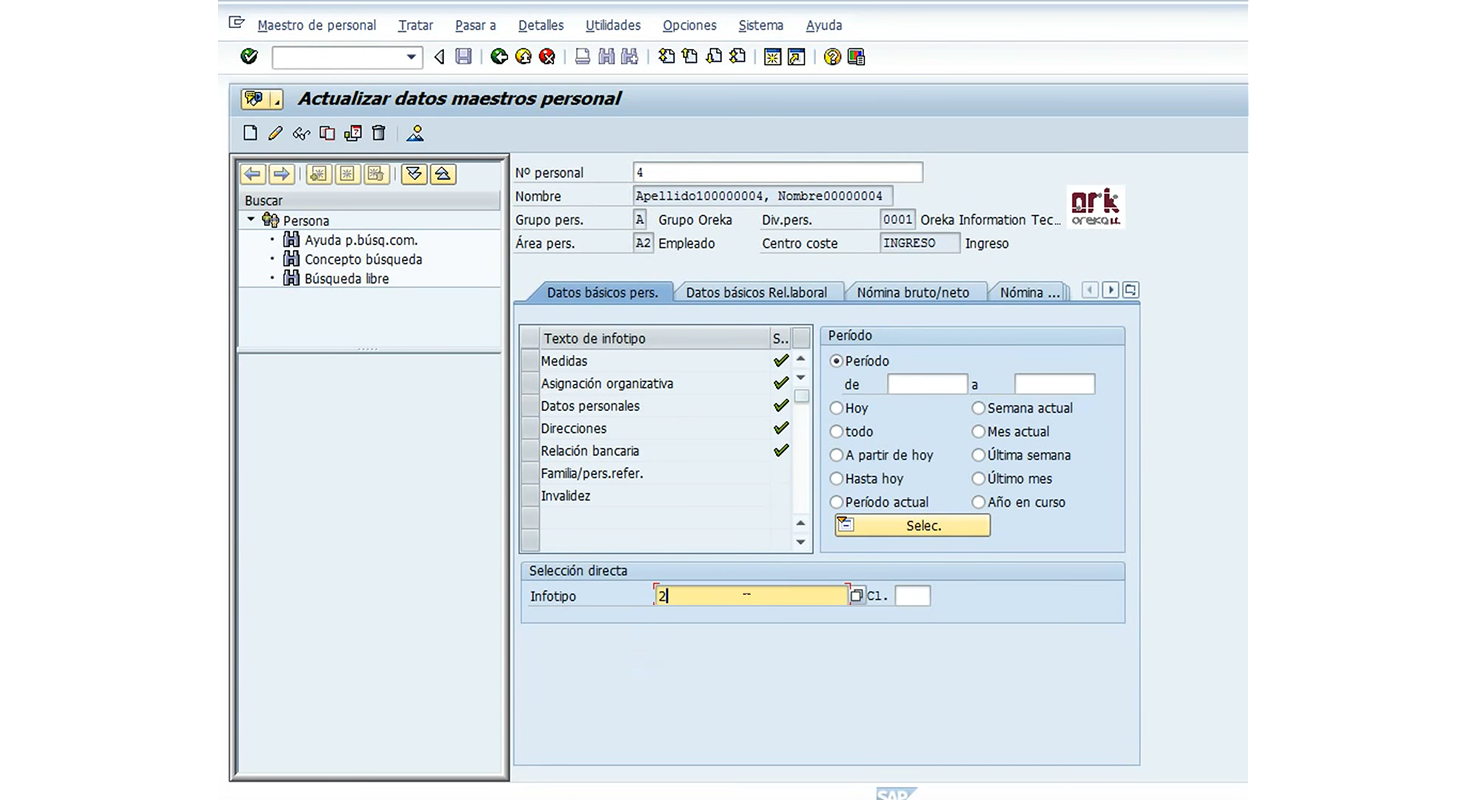 Maestro de personal Tratar Pasar a Detalles Utilidades Opciones Sistema Ayuda
Actualizar datos maestros personal
Buscar
Persona
Ayuda p.búsq.com.
Concepto búsqueda
Búsqueda libre
Nº personal 4
Nombre Apellido100000004, Nombre00000004
Grupo pers. A Grupo Oreka Div.pers. 0001 Oreka Information Tec...
Área pers. A2 Empleado Centro coste INGRESO Ingreso
ork
oreka i.t.
Datos básicos pers. Datos básicos Rel.laboral Nómina bruto/neto Nómina ...
Texto de infotipo S..
Medidas
Asignación organizativa
Datos personales
Direcciones
Relación bancaria
Familia/pers.refer.
Invalidez
Período
Período
de a
Hoy Semana actual
todo Mes actual
A partir de hoy Última semana
Hasta hoy Último mes
Período actual Año en curso
Selec.
Selección directa
Infotipo 2 Cl.
SAP